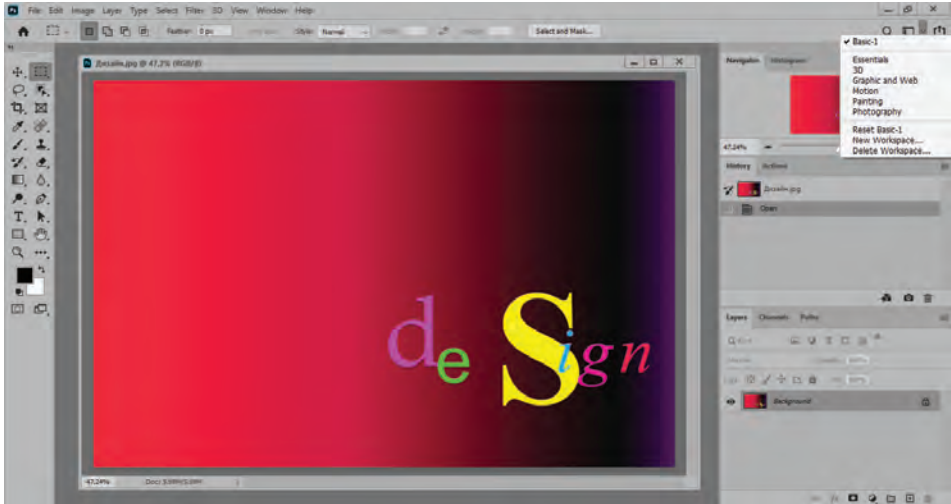 Ps File Edit Image Layer Type Select Filter 3D View Window Help
Feather: 0 px Style: Normal Select and Mask...
Basic-1
Essentials
3D
Graphic and Web
Motion
Painting
Photography
Reset Basic-1
New Workspace...
Delete Workspace...
Ps Дизайн.jpg @ 47,2% (RGB/8)
deSign
47,24%
Navigator Histogram
47,24%
History Actions
Дизайн.jpg
Open
Layers Channels Paths
Background